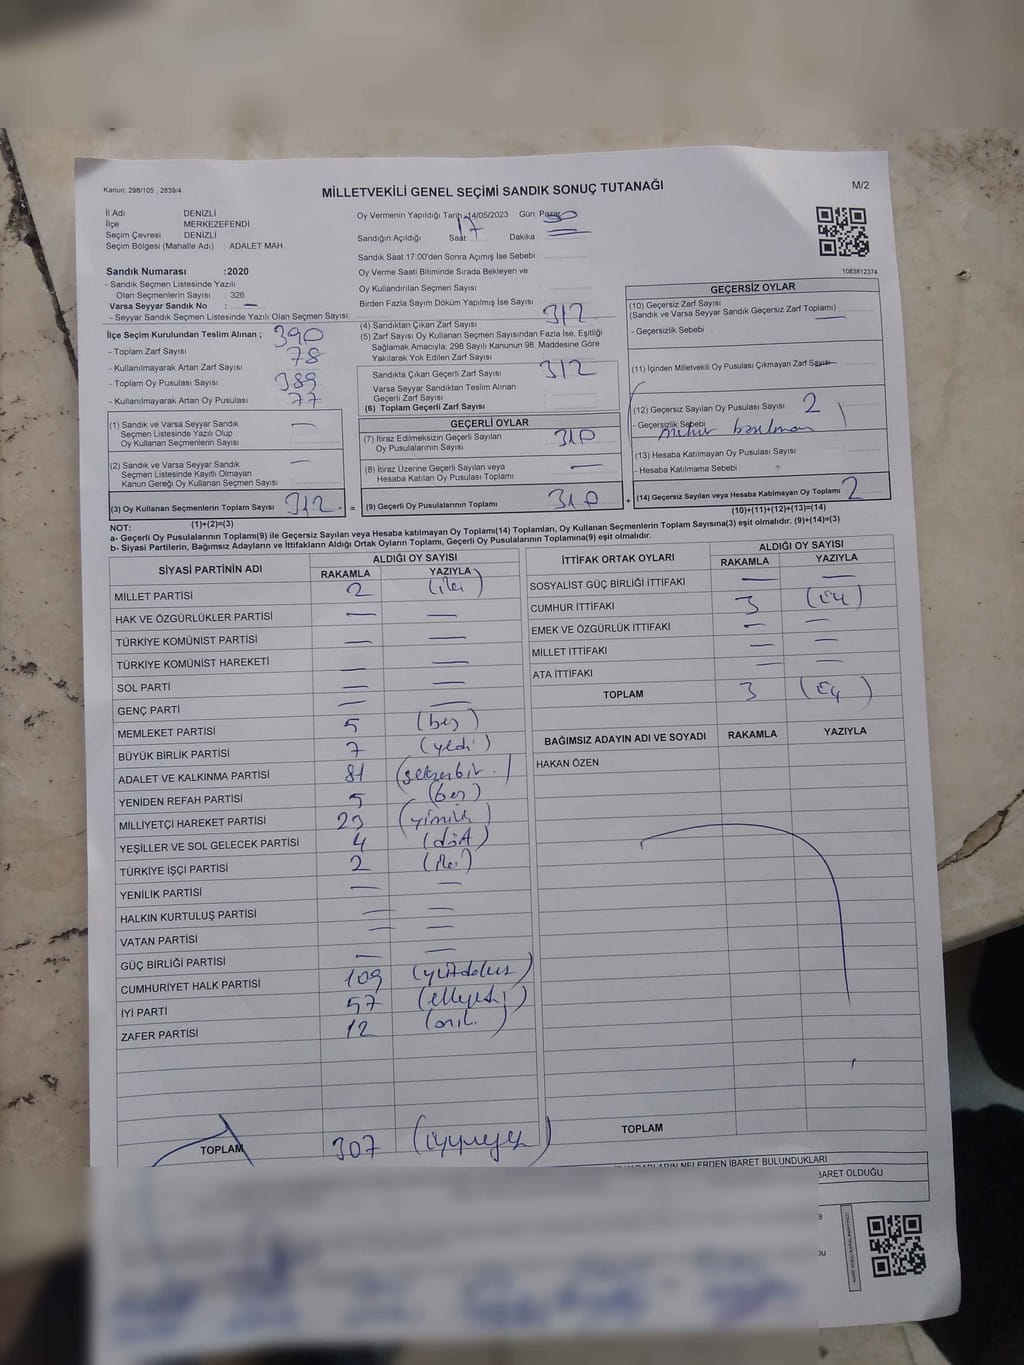 Kanun: 298/105 , 2839/4
MİLLETVEKİLİ GENEL SEÇİMİ SANDIK SONUÇ TUTANAĞI
M/2
İl Adı : DENİZLİ
İlçe : MERKEZEFENDİ
Seçim Çevresi : DENİZLİ
Seçim Bölgesi (Mahalle Adı) : ADALET MAH.
Sandık Numarası :2020
- Sandık Seçmen Listesinde Yazılı
Olan Seçmenlerin Sayısı : 326
Varsa Seyyar Sandık No : —
- Seyyar Sandık Seçmen Listesinde Yazılı Olan Seçmen Sayısı:
İlçe Seçim Kurulundan Teslim Alınan ;
- Toplam Zarf Sayısı 390
- Kullanılmayarak Artan Zarf Sayısı 78
- Toplam Oy Pusulası Sayısı 389
- Kullanılmayarak Artan Oy Pusulası 77
(1) Sandık ve Varsa Seyyar Sandık
Seçmen Listesinde Yazılı Olup
Oy Kullanan Seçmenlerin Sayısı —
(2) Sandık ve Varsa Seyyar Sandık
Seçmen Listesinde Kayıtlı Olmayan
Kanun Gereği Oy Kullanan Seçmen Sayısı —
(3) Oy Kullanan Seçmenlerin Toplam Sayısı 312
(1)+(2)=(3)
Oy Vermenin Yapıldığı Tarih :14/05/2023 Gün: Pazar
Sandığın Açıldığı Saat: 17 Dakika : 30
Sandık Saat 17:00'den Sonra Açımış İse Sebebi
Oy Verme Saati Bitiminde Sırada Bekleyen ve
Oy Kullandırılan Seçmen Sayısı
Birden Fazla Sayım Döküm Yapılmış İse Sayısı
(4) Sandıktan Çıkan Zarf Sayısı 312
(5) Zarf Sayısı Oy Kullanan Seçmen Sayısından Fazla İse, Eşitliği
Sağlamak Amacıyla, 298 Sayılı Kanunun 98. Maddesine Göre
Yakılarak Yok Edilen Zarf Sayısı
Sandıkta Çıkan Geçerli Zarf Sayısı 312
Varsa Seyyar Sandıktan Teslim Alınan
Geçerli Zarf Sayısı
(6) Toplam Geçerli Zarf Sayısı
GEÇERLİ OYLAR
(7) İtiraz Edilmeksizin Geçerli Sayılan
Oy Pusulalarının Sayısı 310
(8) İtiraz Üzerine Geçerli Sayılan veya
Hesaba Katılan Oy Pusulası Toplamı —
= (9) Geçerli Oy Pusulalarının Toplamı 310
1083812374
GEÇERSİZ OYLAR
(10) Geçersiz Zarf Sayısı
(Sandık ve Varsa Seyyar Sandık Geçersiz Zarf Toplamı) —
- Geçersizlik Sebebi
(11) İçinden Milletvekili Oy Pusulası Çıkmayan Zarf Sayısı —
(12) Geçersiz Sayılan Oy Pusulası Sayısı 2
- Geçersizlik Sebebi
(13) Hesaba Katılmayan Oy Pusulası Sayısı
- Hesaba Katılmama Sebebi
+ (14) Geçersiz Sayılan veya Hesaba Katılmayan Oy Toplamı 2
(10)+(11)+(12)+(13)=(14)
NOT:
a- Geçerli Oy Pusulalarının Toplamı(9) ile Geçersiz Sayılan veya Hesaba katılmayan Oy Toplamı(14) Toplamları, Oy Kullanan Seçmenlerin Toplam Sayısına(3) eşit olmalıdır. (9)+(14)=(3)
b- Siyasi Partilerin, Bağımsız Adayların ve İttifakların Aldığı Ortak Oyların Toplamı, Geçerli Oy Pusulalarının Toplamına(9) eşit olmalıdır.
SİYASİ PARTİNİN ADI ALDIĞI OY SAYISI
RAKAMLA YAZIYLA
MİLLET PARTİSİ 2 (iki)
HAK VE ÖZGÜRLÜKLER PARTİSİ — —
TÜRKİYE KOMÜNİST PARTİSİ — —
TÜRKİYE KOMÜNİST HAREKETİ — —
SOL PARTİ — —
GENÇ PARTİ — —
MEMLEKET PARTİSİ 5 (beş)
BÜYÜK BİRLİK PARTİSİ 7 (yedi)
ADALET VE KALKINMA PARTİSİ 81 (seksenbir.)
YENİDEN REFAH PARTİSİ 5 (beş)
MİLLİYETÇİ HAREKET PARTİSİ 23
YEŞİLLER VE SOL GELECEK PARTİSİ 4 (dört)
TÜRKİYE İŞÇİ PARTİSİ 2 (iki)
YENİLİK PARTİSİ — —
HALKIN KURTULUŞ PARTİSİ — —
VATAN PARTİSİ — —
GÜÇ BİRLİĞİ PARTİSİ — —
CUMHURİYET HALK PARTİSİ 109 (yüzdokuz)
İYİ PARTİ 57 (elliyedi)
ZAFER PARTİSİ 12 (oniki)
TOPLAM 307 (üçyüzyedi)
İTTİFAK ORTAK OYLARI ALDIĞI OY SAYISI
RAKAMLA YAZIYLA
SOSYALİST GÜÇ BİRLİĞİ İTTİFAKI — —
CUMHUR İTTİFAKI 3 (üç)
EMEK VE ÖZGÜRLÜK İTTİFAKI — —
MİLLET İTTİFAKI — —
ATA İTTİFAKI — —
TOPLAM 3 (üç)
BAĞIMSIZ ADAYIN ADI VE SOYADI RAKAMLA YAZIYLA
HAKAN ÖZEN
TOPLAM
NELERDEN İBARET BULUNDUKLARI
İBARET OLDUĞU